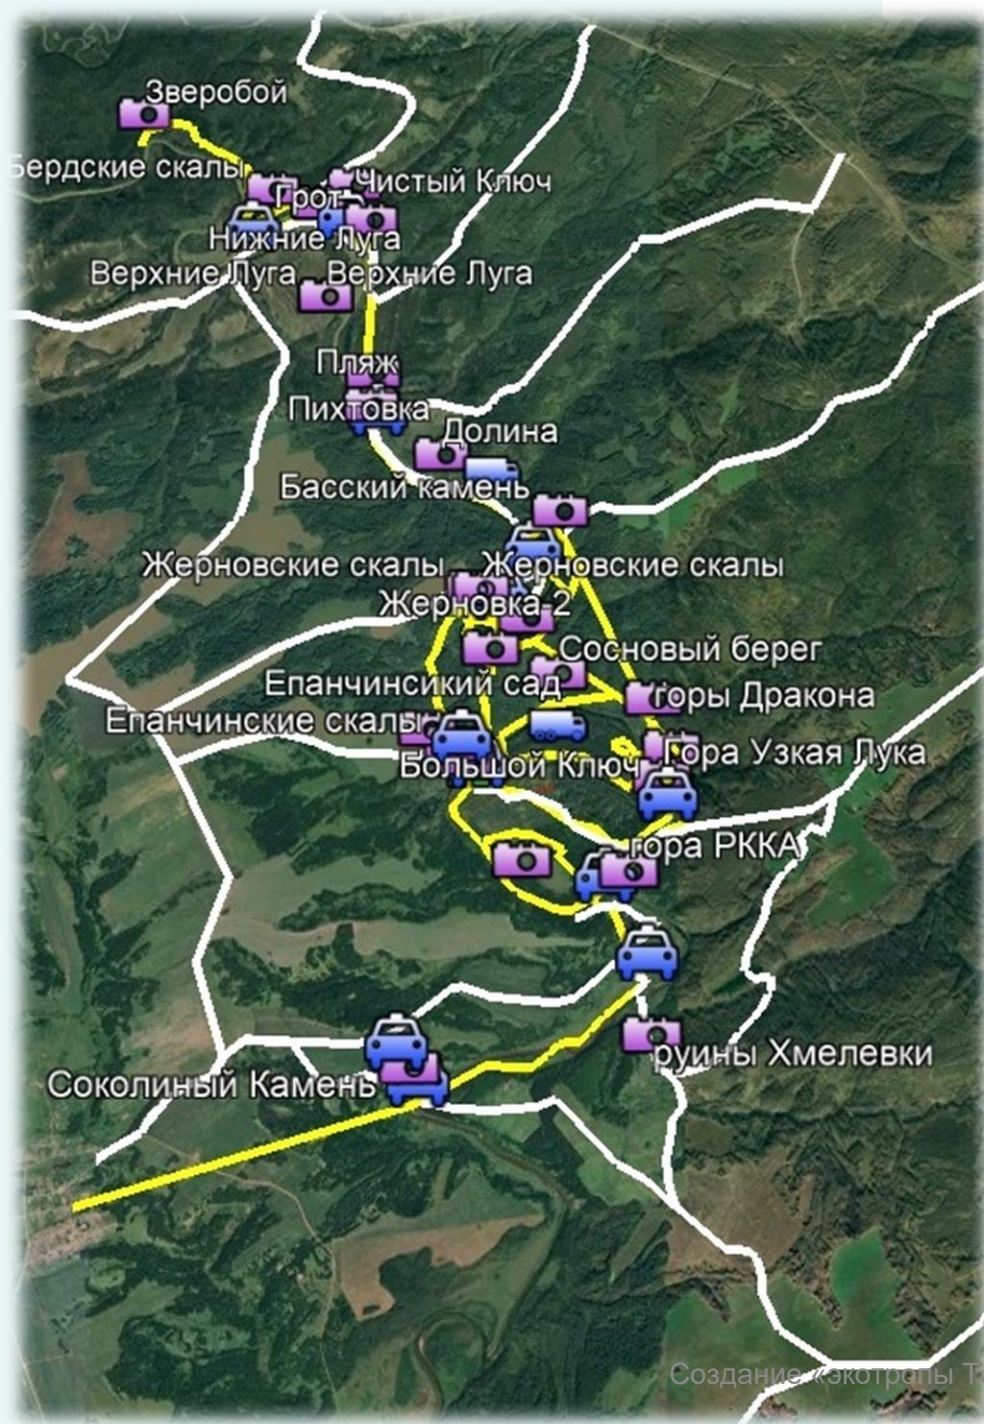 Зверобой
Бердские скалы
Чистый Ключ
Грот
Нижние Луга
Верхние Луга
Верхние Луга
Пляж
Пихтовка
Долина
Басский камень
Жерновские скалы
Жерновские скалы
Жерновка-2
Сосновый берег
Епанчинсикий сад
горы Дракона
Епанчинские скалы
Гора Узкая Лука
Большой Ключ
гора РККА
руины Хмелевки
Соколиный Камень
Создание «экотропы Т